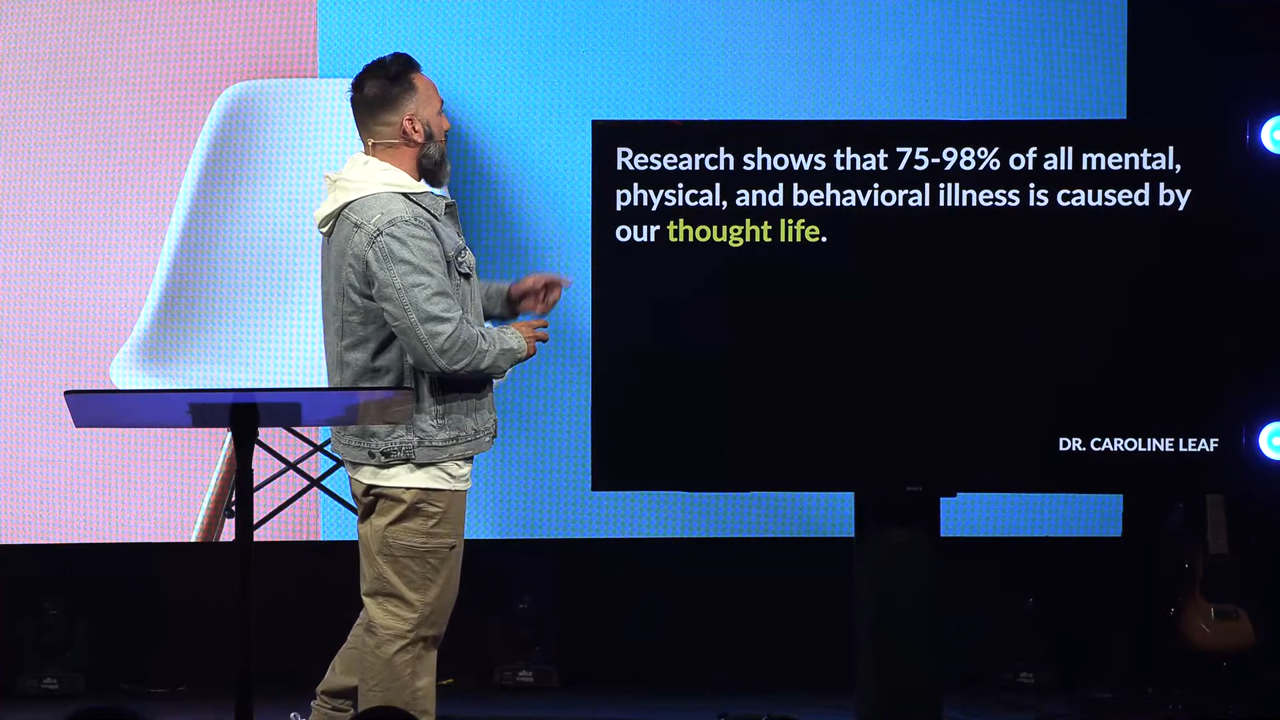 Research shows that 75-98% of all mental,
physical, and behavioral illness is caused by
our thought life.
DR. CAROLINE LEAF